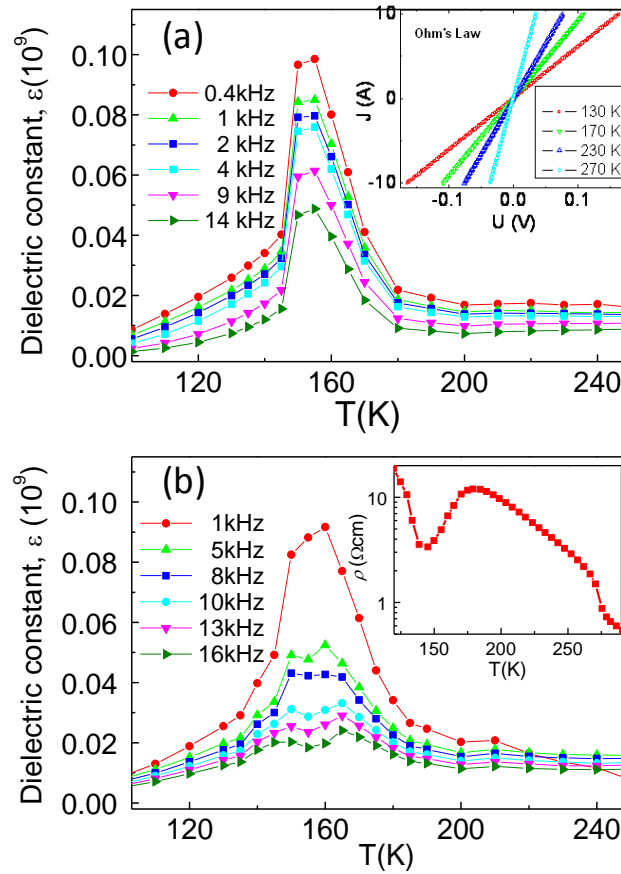 (a)
0.4kHz
1 kHz
2 kHz
4 kHz
9 kHz
14 kHz
Dielectric constant, ε(10⁹)
0.10
0.08
0.06
0.04
0.02
0.00
120
160
200
240
T(K)
Ohm's Law
J (A)
10
0
-10
-0.1
0.0
0.1
U (V)
130 K
170 K
230 K
270 K
(b)
1kHz
5kHz
8kHz
10kHz
13kHz
16kHz
Dielectric constant, ε (10⁹)
0.10
0.08
0.06
0.04
0.02
0.00
120
160
200
240
T(K)
ρ (Ωcm)
10
1
150
200
250
T(K)